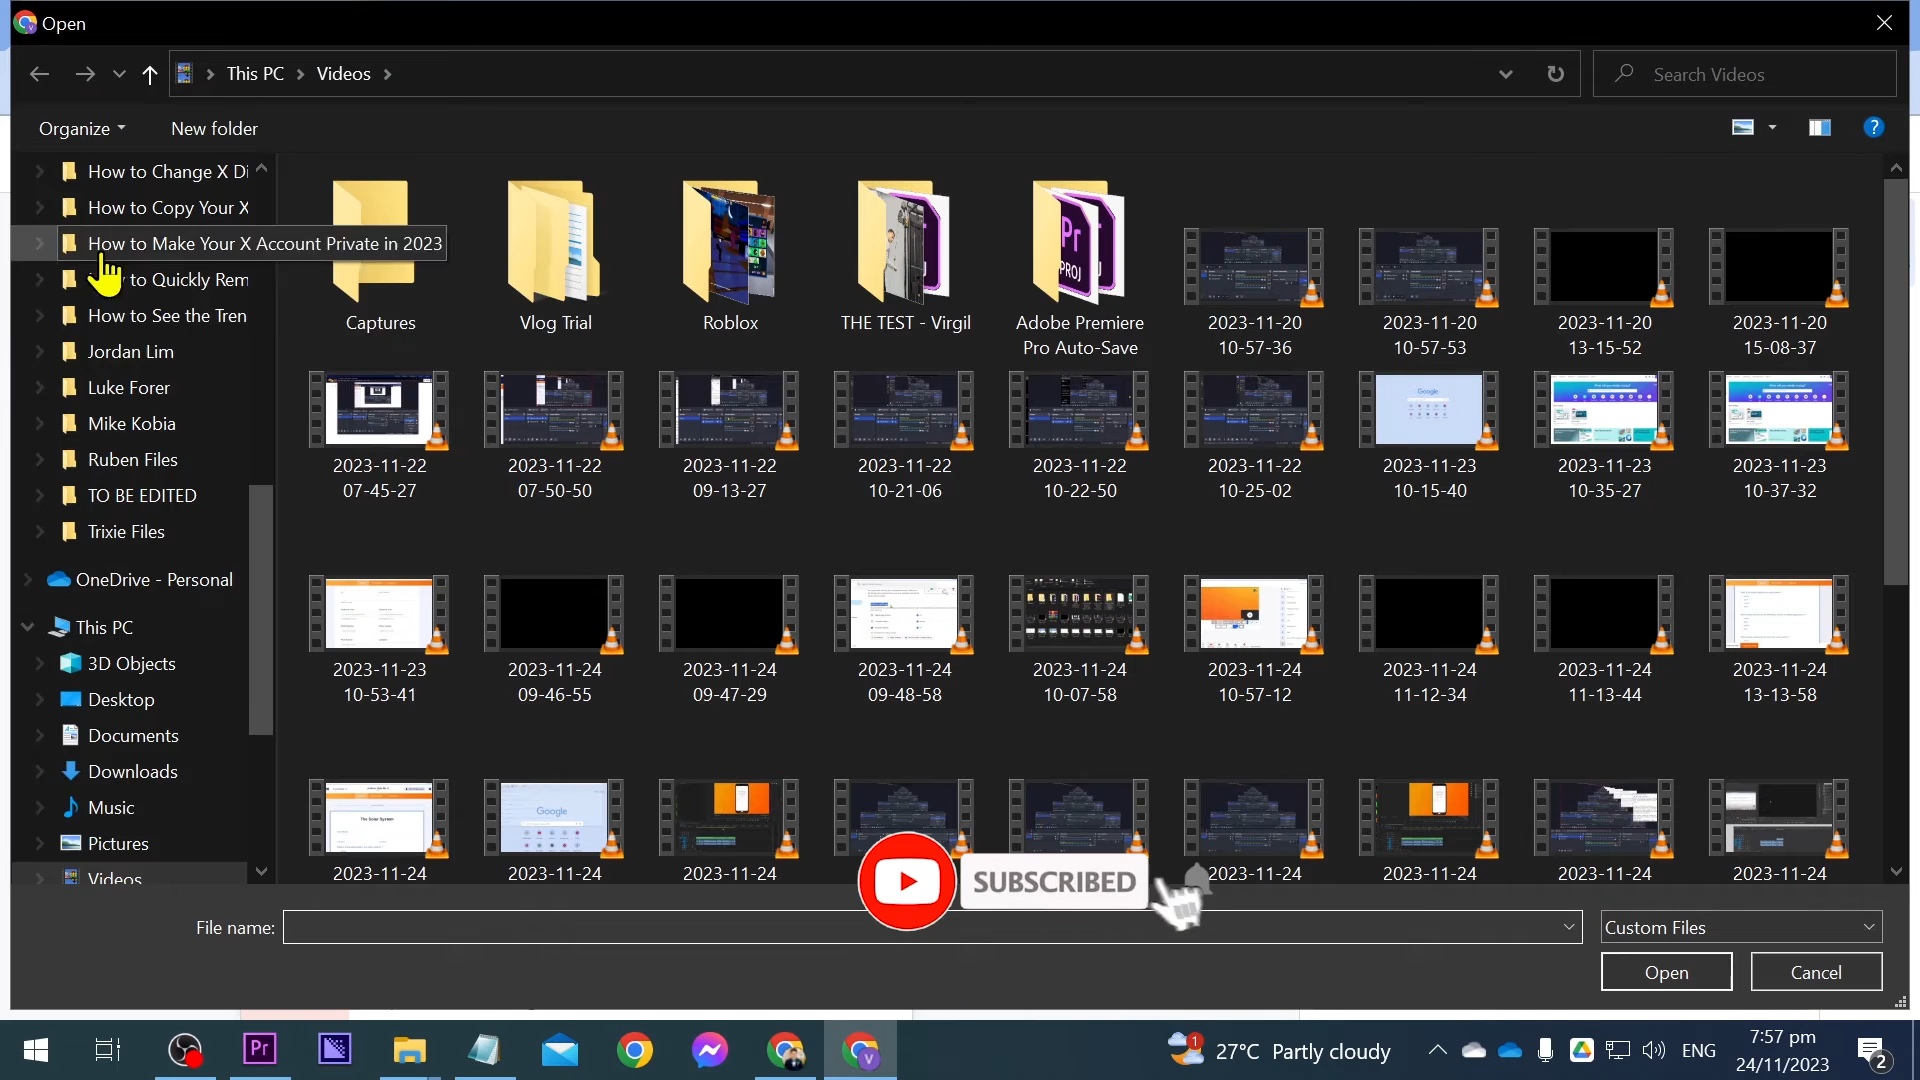 Open
This PC
Videos
Search Videos
Organize
New folder
How to Change X Di
How to Copy Your X
How to Make Your X Account Private in 2023
to Quickly Rem
How to See the Tren
Jordan Lim
Luke Forer
Mike Kobia
Ruben Files
TO BE EDITED
Trixie Files
OneDrive - Personal
This PC
3D Objects
Desktop
Documents
Downloads
Music
Pictures
Videos
Captures
Vlog Trial
Roblox
THE TEST - Virgil
Adobe Premiere
Pro Auto-Save
2023-11-20
10-57-36
2023-11-20
10-57-53
2023-11-20
13-15-52
2023-11-20
15-08-37
2023-11-22
07-45-27
2023-11-22
07-50-50
2023-11-22
09-13-27
2023-11-22
10-21-06
2023-11-22
10-22-50
2023-11-22
10-25-02
2023-11-23
10-15-40
2023-11-23
10-35-27
2023-11-23
10-37-32
2023-11-23
10-53-41
2023-11-24
09-46-55
2023-11-24
09-47-29
2023-11-24
09-48-58
2023-11-24
10-07-58
2023-11-24
10-57-12
2023-11-24
11-12-34
2023-11-24
11-13-44
2023-11-24
13-13-58
2023-11-24
2023-11-24
2023-11-24
2023-11-24
2023-11-24
2023-11-24
2023-11-24
Google
Google
The Solar System
Pr
PROJ
SUBSCRIBED
File name:
Custom Files
Open
Cancel
Pr
V
1
27°C Partly cloudy
ENG
7:57 pm
24/11/2023
2